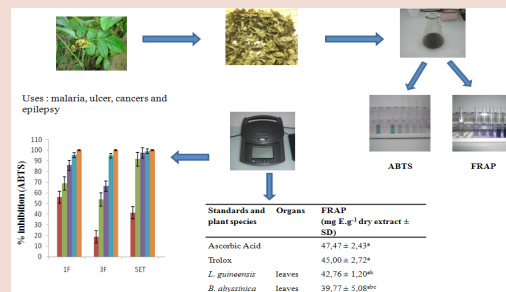 Uses : malaria, ulcer, cancers and
epilepsy
ABTS
FRAP
% inhibition (ABTS)
110
100
90
80
70
60
50
40
30
20
10
0
1F
3F
5ET
Standards and plant species
Organs
FRAP (mg E.g-1 dry extract ± SD)
Ascorbic Acid 47,47 ± 2,43a
Trolox 45,00 ± 2,72a
L. guineensis leaves 42,76 ± 1,20ab
B. abyssinica leaves 39,77 ± 5,08abc